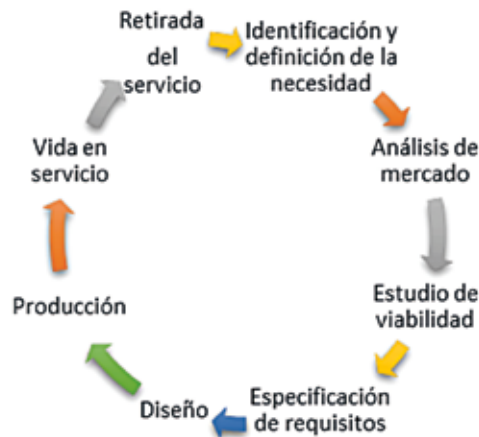 Retirada
del
servicio
Identificación y
definición de la
necesidad
Análisis de
mercado
Estudio de
viabilidad
Especificación
de requisitos
Diseño
Producción
Vida en
servicio